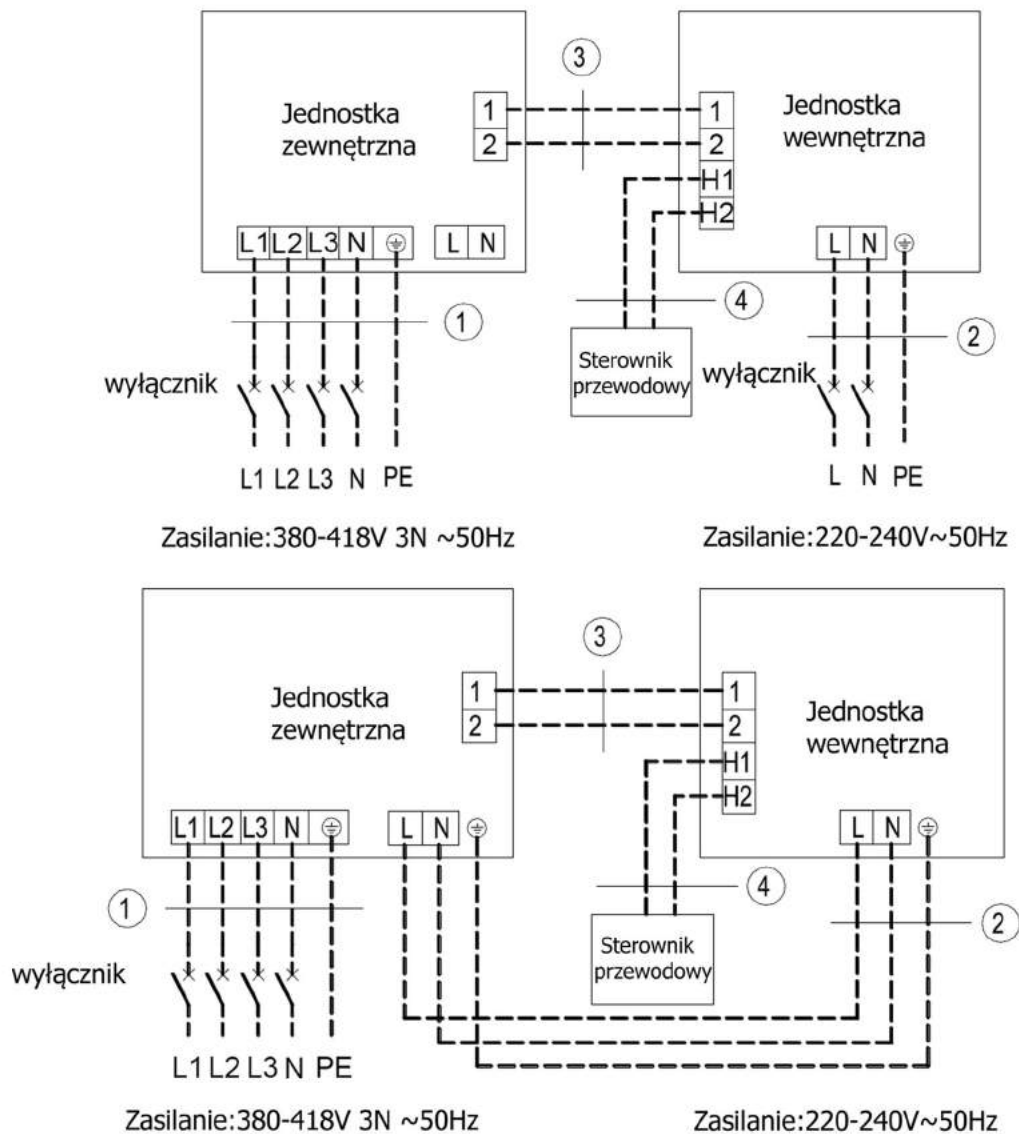 3
Jednostka
zewnętrzna
1
2
1
2
H1
H2
Jednostka
wewnętrzna
L1 L2 L3 N
L N
L N
1
4
2
wyłącznik
Sterownik
przewodowy
wyłącznik
L1 L2 L3 N PE
L N PE
Zasilanie:380-418V 3N ~50Hz
Zasilanie:220-240V~50Hz
3
Jednostka
zewnętrzna
1
2
1
2
H1
H2
Jednostka
wewnętrzna
L1 L2 L3 N
L N
L N
1
4
2
wyłącznik
Sterownik
przewodowy
L1 L2 L3 N PE
Zasilanie:380-418V 3N ~50Hz
Zasilanie:220-240V~50Hz